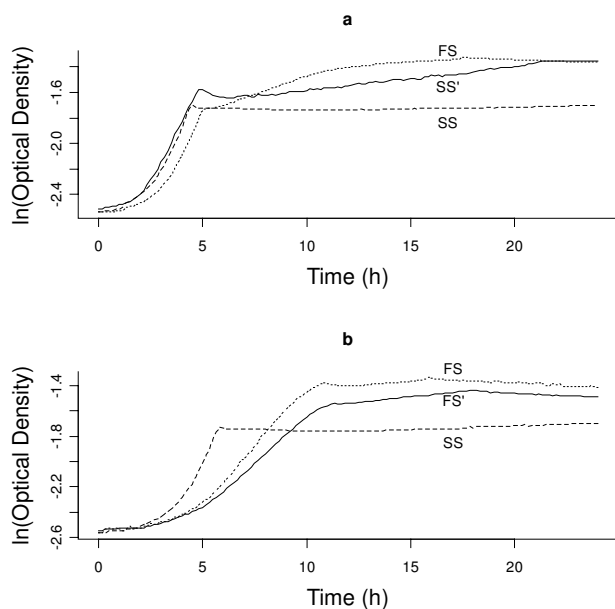 a
ln(Optical Density)
-1.6
-2.0
-2.4
FS
SS'
SS
0 5 10 15 20
Time (h)
b
ln(Optical Density)
-1.4
-1.8
-2.2
-2.6
FS
FS'
SS
0 5 10 15 20
Time (h)